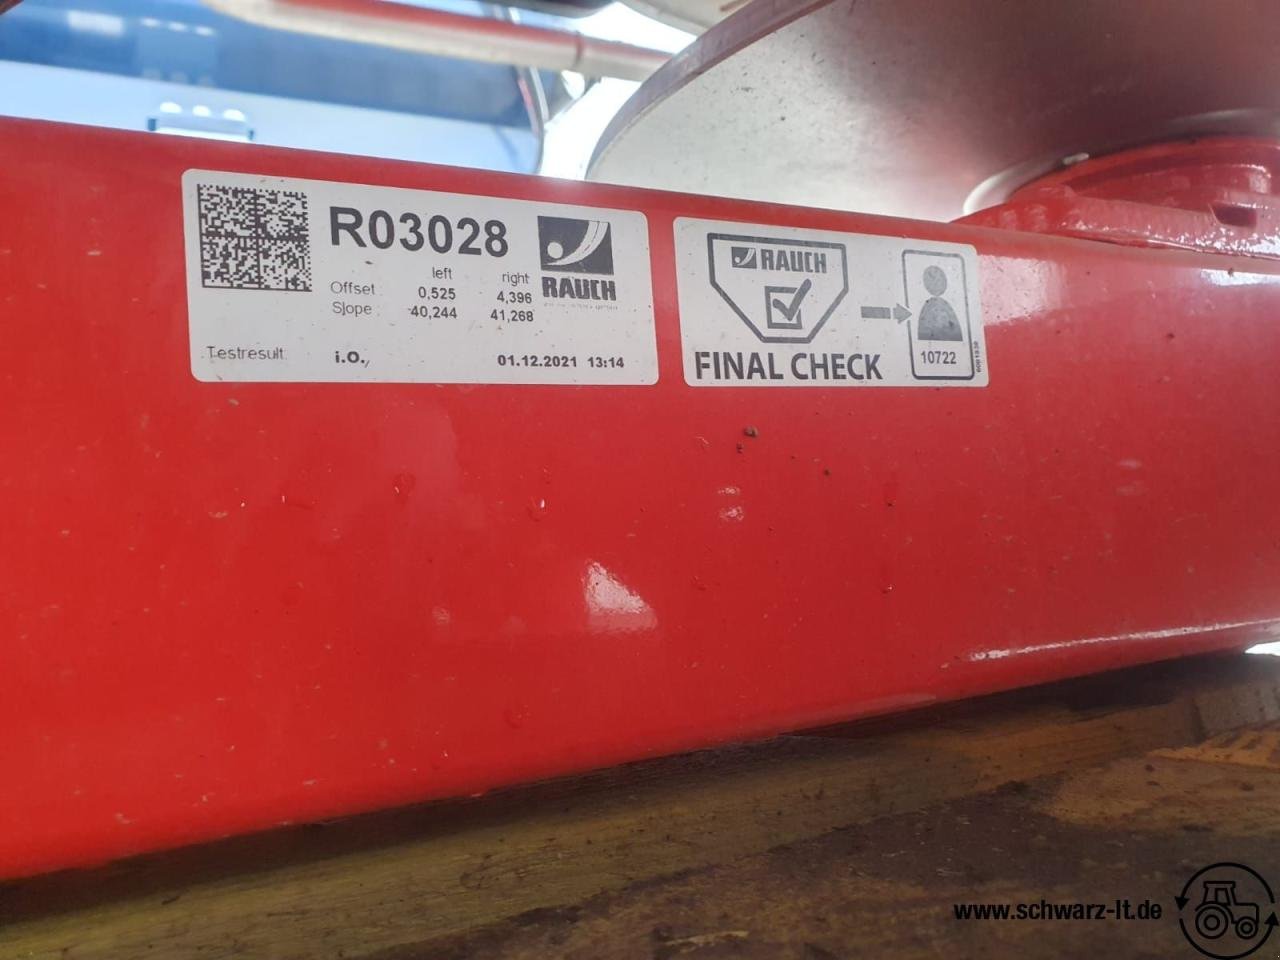 R03028
left right
Offset 0,525 4,396
Slope -40,244 41,268
RAUCH
Testresult i.O.,
01.12.2021 13:14
RAUCH
FINAL CHECK
10722
www.schwarz-lt.de